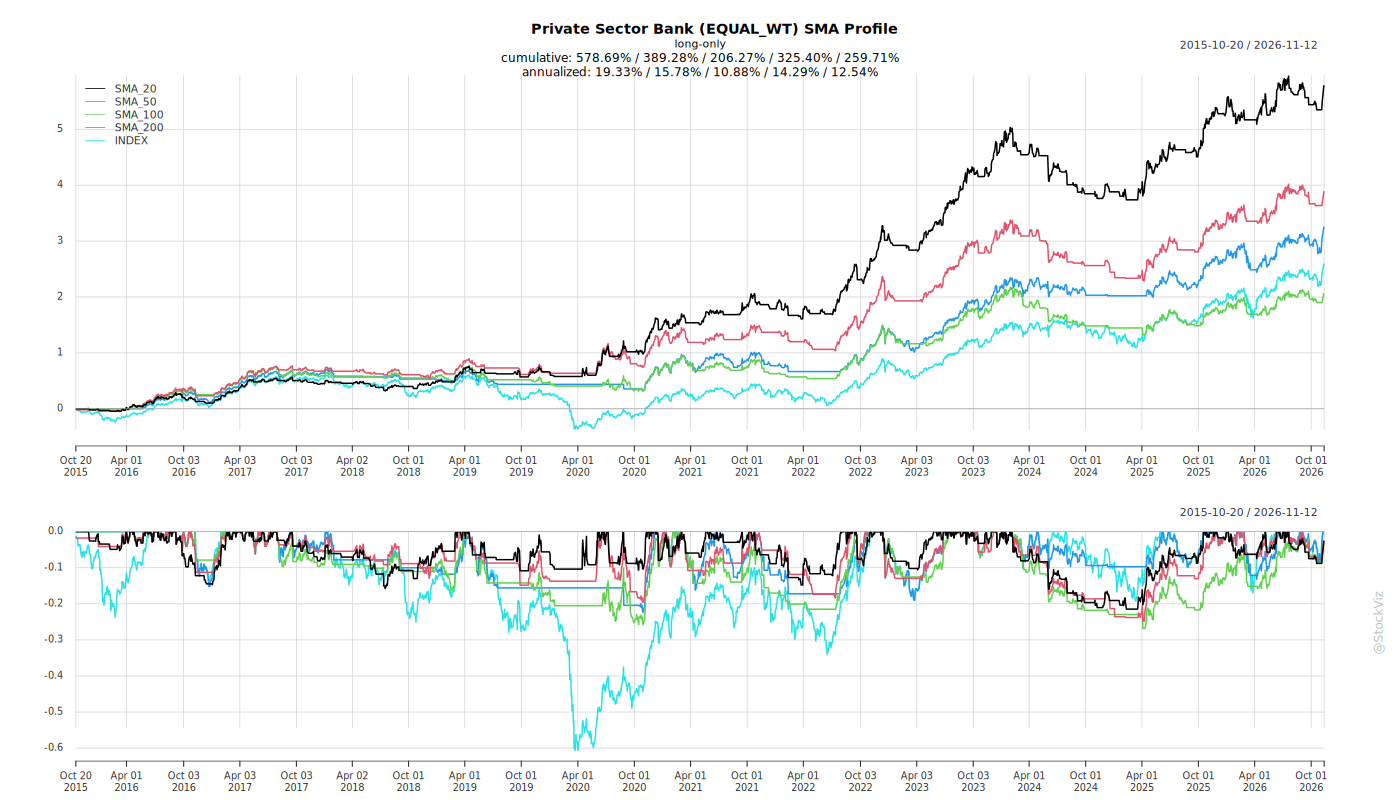 Private Sector Bank (EQUAL_WT) SMA Profile
long-only
2015-10-20 / 2026-11-12
cumulative: 578.69% / 389.28% / 206.27% / 325.40% / 259.71%
annualized: 19.33% / 15.78% / 10.88% / 14.29% / 12.54%
SMA_20
SMA_50
SMA_100
SMA_200
INDEX
5
4
3
2
1
0
Oct 20 Apr 01 Oct 03 Apr 03 Oct 03 Apr 02 Oct 01 Apr 01 Oct 01 Apr 01 Oct 01 Apr 01 Oct 01 Apr 01 Oct 03 Apr 03 Oct 03 Apr 01 Oct 01 Apr 01 Oct 01 Apr 01 Oct 01
2015 2016 2016 2017 2017 2018 2018 2019 2019 2020 2020 2021 2021 2022 2022 2023 2023 2024 2024 2025 2025 2026 2026
2015-10-20 / 2026-11-12
0.0
-0.1
-0.2
-0.3
-0.4
-0.5
-0.6
Oct 20 Apr 01 Oct 03 Apr 03 Oct 03 Apr 02 Oct 01 Apr 01 Oct 01 Apr 01 Oct 01 Apr 01 Oct 01 Apr 01 Oct 03 Apr 03 Oct 03 Apr 01 Oct 01 Apr 01 Oct 01 Apr 01 Oct 01
2015 2016 2016 2017 2017 2018 2018 2019 2019 2020 2020 2021 2021 2022 2022 2023 2023 2024 2024 2025 2025 2026 2026
@StockViz